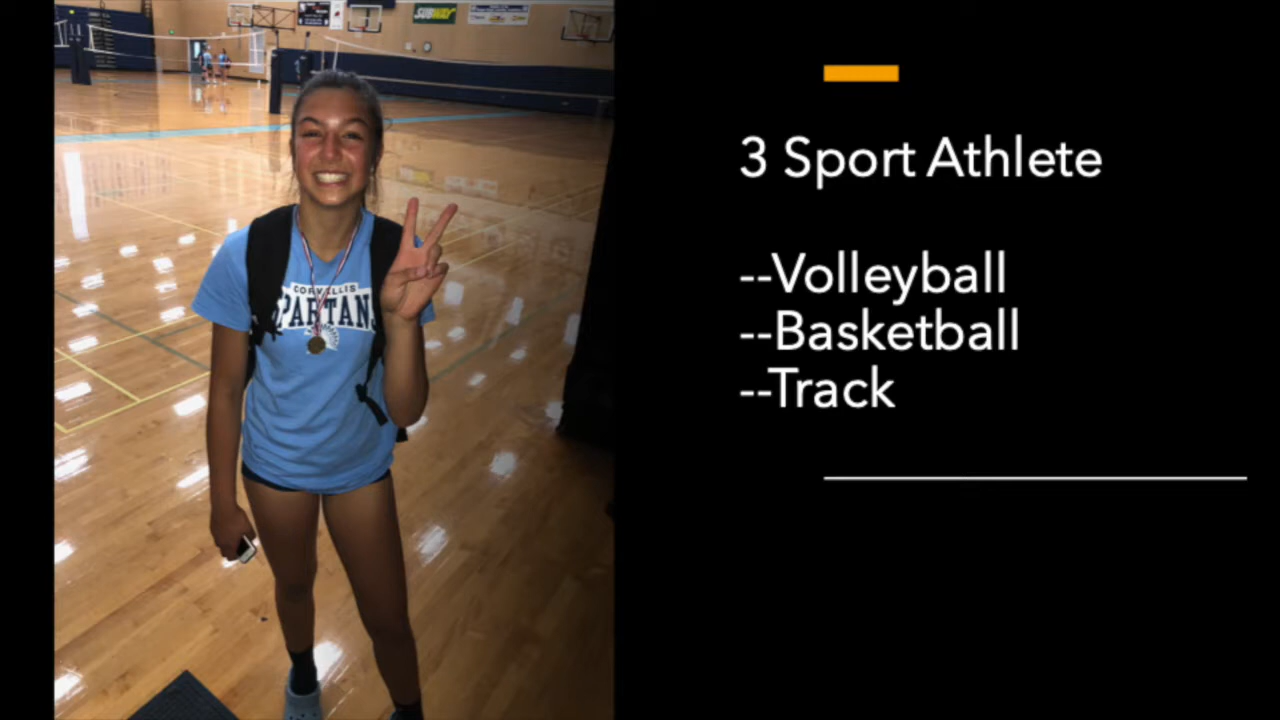 SUBWAY
3 Sport Athlete
--Volleyball
--Basketball
--Track
CORVALLIS
SPARTANS